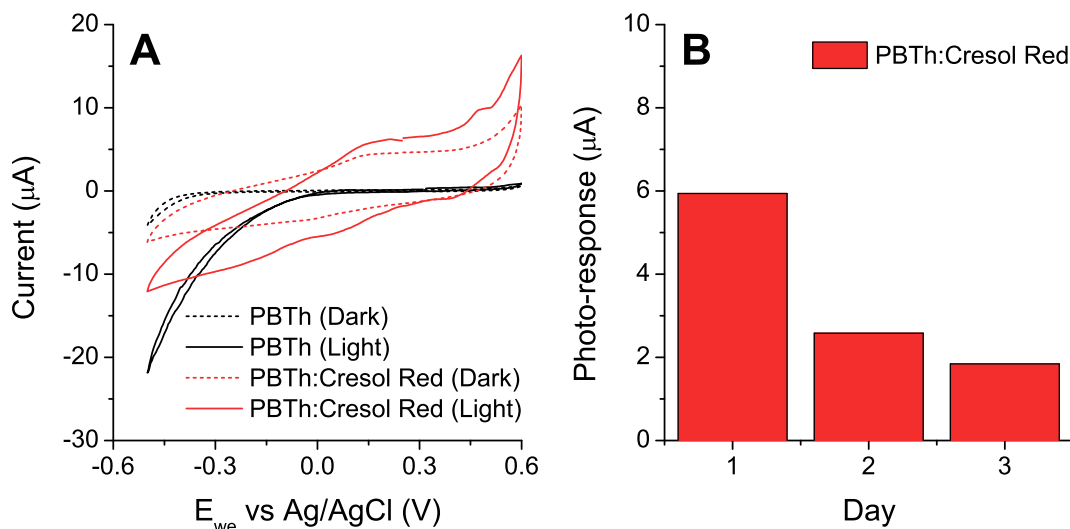 A
Current (μA)
20
10
0
-10
-20
-30
-0.6
-0.3
0.0
0.3
0.6
E_we vs Ag/AgCl (V)
PBTh (Dark)
PBTh (Light)
PBTh:Cresol Red (Dark)
PBTh:Cresol Red (Light)
B
PBTh:Cresol Red
Photo-response (μA)
10
8
6
4
2
0
1
2
3
Day